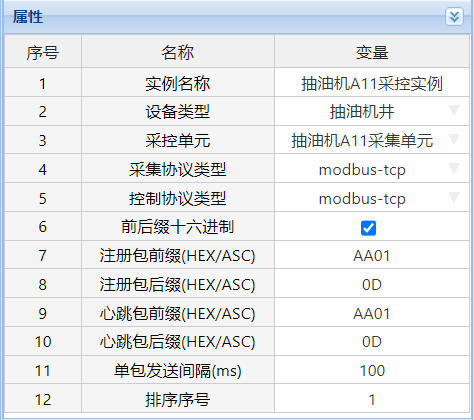 属性
序号 名称 变量
1 实例名称 抽油机A11采控实例
2 设备类型 抽油机井
3 采控单元 抽油机A11采集单元
4 采集协议类型 modbus-tcp
5 控制协议类型 modbus-tcp
6 前后缀十六进制
7 注册包前缀(HEX/ASC) AA01
8 注册包后缀(HEX/ASC) 0D
9 心跳包前缀(HEX/ASC) AA01
10 心跳包后缀(HEX/ASC) 0D
11 单包发送间隔(ms) 100
12 排序序号 1